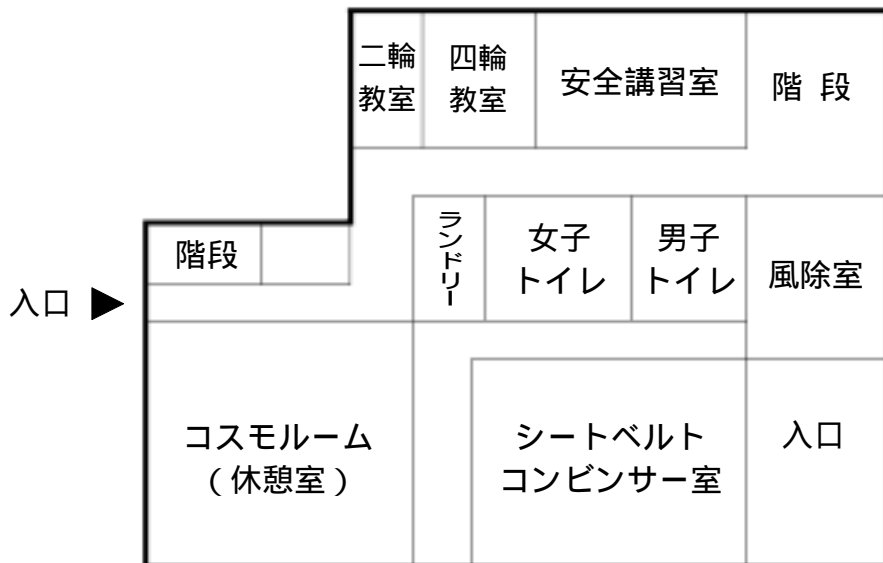 二輪
教室
四輪
教室
安全講習室
階 段
階段
ランドリー
女子
トイレ
男子
トイレ
風除室
入口 ▶
コスモルーム
(休憩室)
シートベルト
コンビンサー室
入口